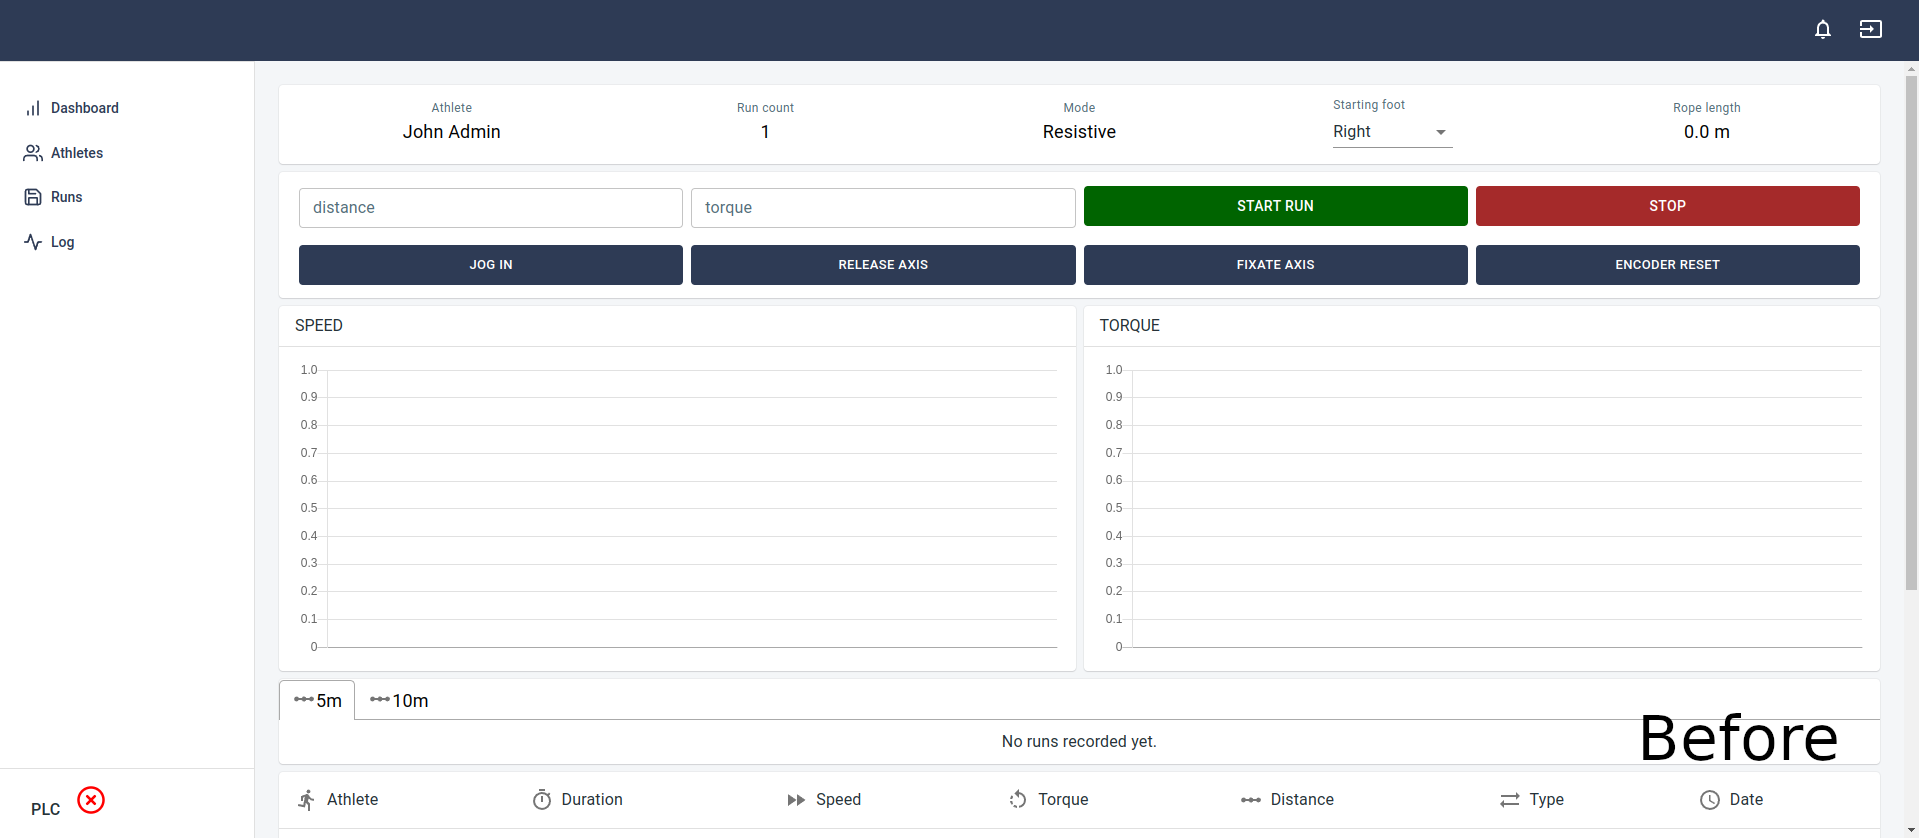 Dashboard
Athletes
Runs
Log
PLC
Athlete Run count Mode Starting foot Rope length
John Admin 1 Resistive Right 0.0 m
distance torque START RUN STOP
JOG IN RELEASE AXIS FIXATE AXIS ENCODER RESET
SPEED
1.0
0.9
0.8
0.7
0.6
0.5
0.4
0.3
0.2
0.1
0
TORQUE
1.0
0.9
0.8
0.7
0.6
0.5
0.4
0.3
0.2
0.1
0
5m 10m
No runs recorded yet.
Before
Athlete Duration Speed Torque Distance Type Date